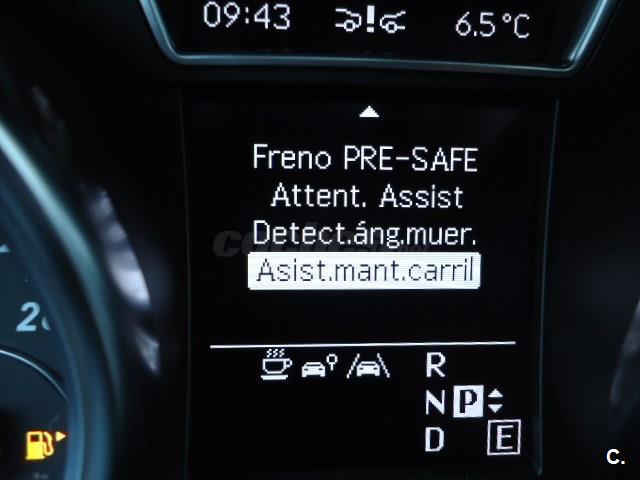 09:43 6.5°C
Freno PRE-SAFE
Attent. Assist
Detect.áng.muer.
Asist.mant.carril
R
N P
D E
C.